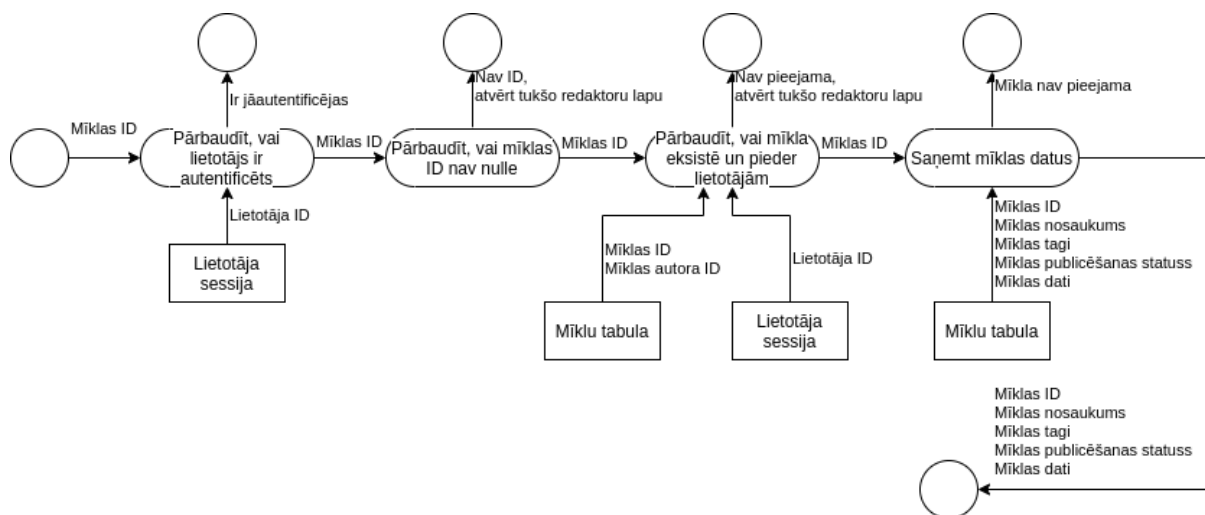 Mīklas ID
Pārbaudīt, vai
lietotājs ir
autentificēts
Ir jāautentificējas
Lietotāja ID
Lietotāja
sessija
Mīklas ID
Pārbaudīt, vai mīklas
ID nav nulle
Nav ID,
atvērt tukšo redaktoru lapu
Mīklas ID
Pārbaudīt, vai mīkla
eksistē un pieder
lietotājām
Nav pieejama,
atvērt tukšo redaktoru lapu
Mīklas ID
Mīklas autora ID
Mīklu tabula
Lietotāja ID
Lietotāja
sessija
Mīklas ID
Saņemt mīklas datus
Mīkla nav pieejama
Mīklas ID
Mīklas nosaukums
Mīklas tagi
Mīklas publicēšanas statuss
Mīklas dati
Mīklu tabula
Mīklas ID
Mīklas nosaukums
Mīklas tagi
Mīklas publicēšanas statuss
Mīklas dati